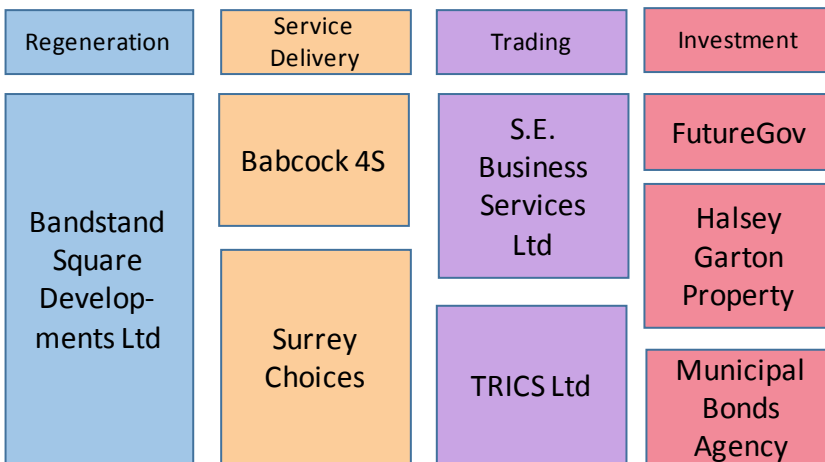 Regeneration
Service
Delivery
Trading
Investment
Bandstand
Square
Develop-
ments Ltd
Babcock 4S
Surrey
Choices
S.E.
Business
Services
Ltd
TRICS Ltd
FutureGov
Halsey
Garton
Property
Municipal
Bonds
Agency